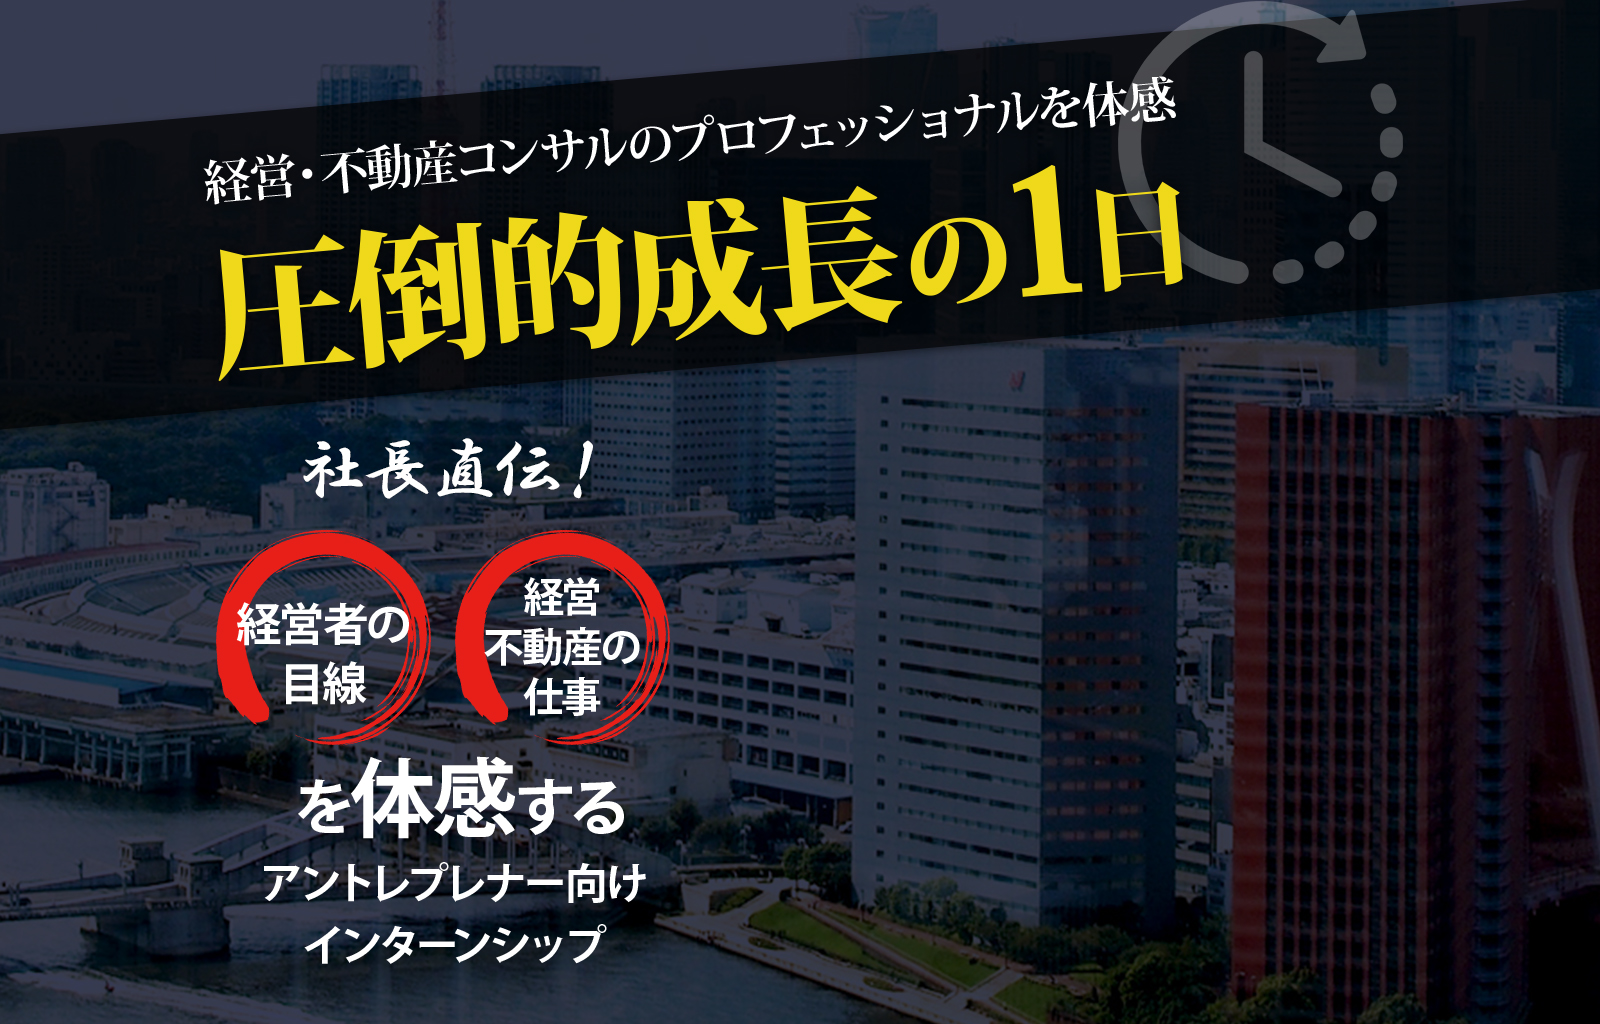 経営・不動産コンサルのプロフェッショナルを体感
圧倒的成長の1日
社長直伝!
経営者の
目線
経営
不動産の
仕事
を体感する
アントレプレナー向け
インターンシップ